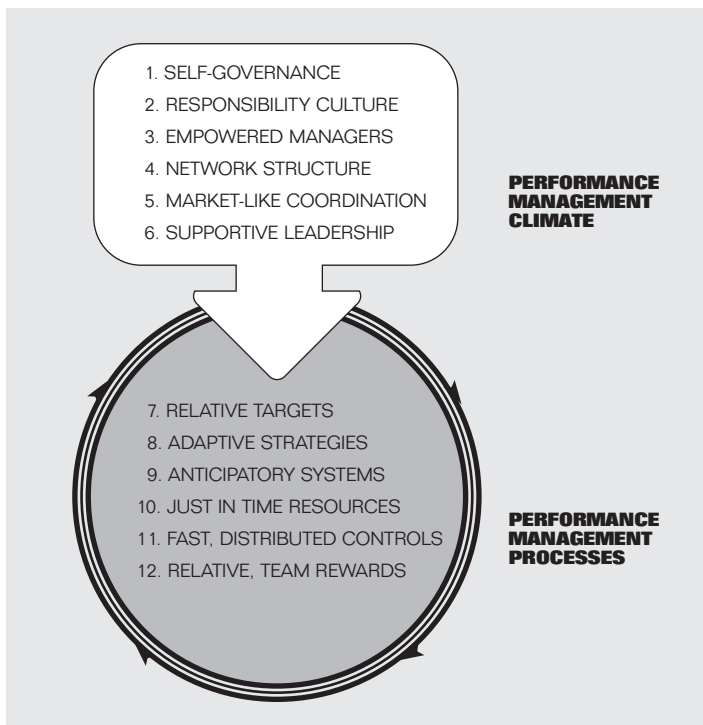 1. SELF-GOVERNANCE
2. RESPONSIBILITY CULTURE
3. EMPOWERED MANAGERS
4. NETWORK STRUCTURE
5. MARKET-LIKE COORDINATION
6. SUPPORTIVE LEADERSHIP
PERFORMANCE
MANAGEMENT
CLIMATE
7. RELATIVE TARGETS
8. ADAPTIVE STRATEGIES
9. ANTICIPATORY SYSTEMS
10. JUST IN TIME RESOURCES
11. FAST, DISTRIBUTED CONTROLS
12. RELATIVE, TEAM REWARDS
PERFORMANCE
MANAGEMENT
PROCESSES